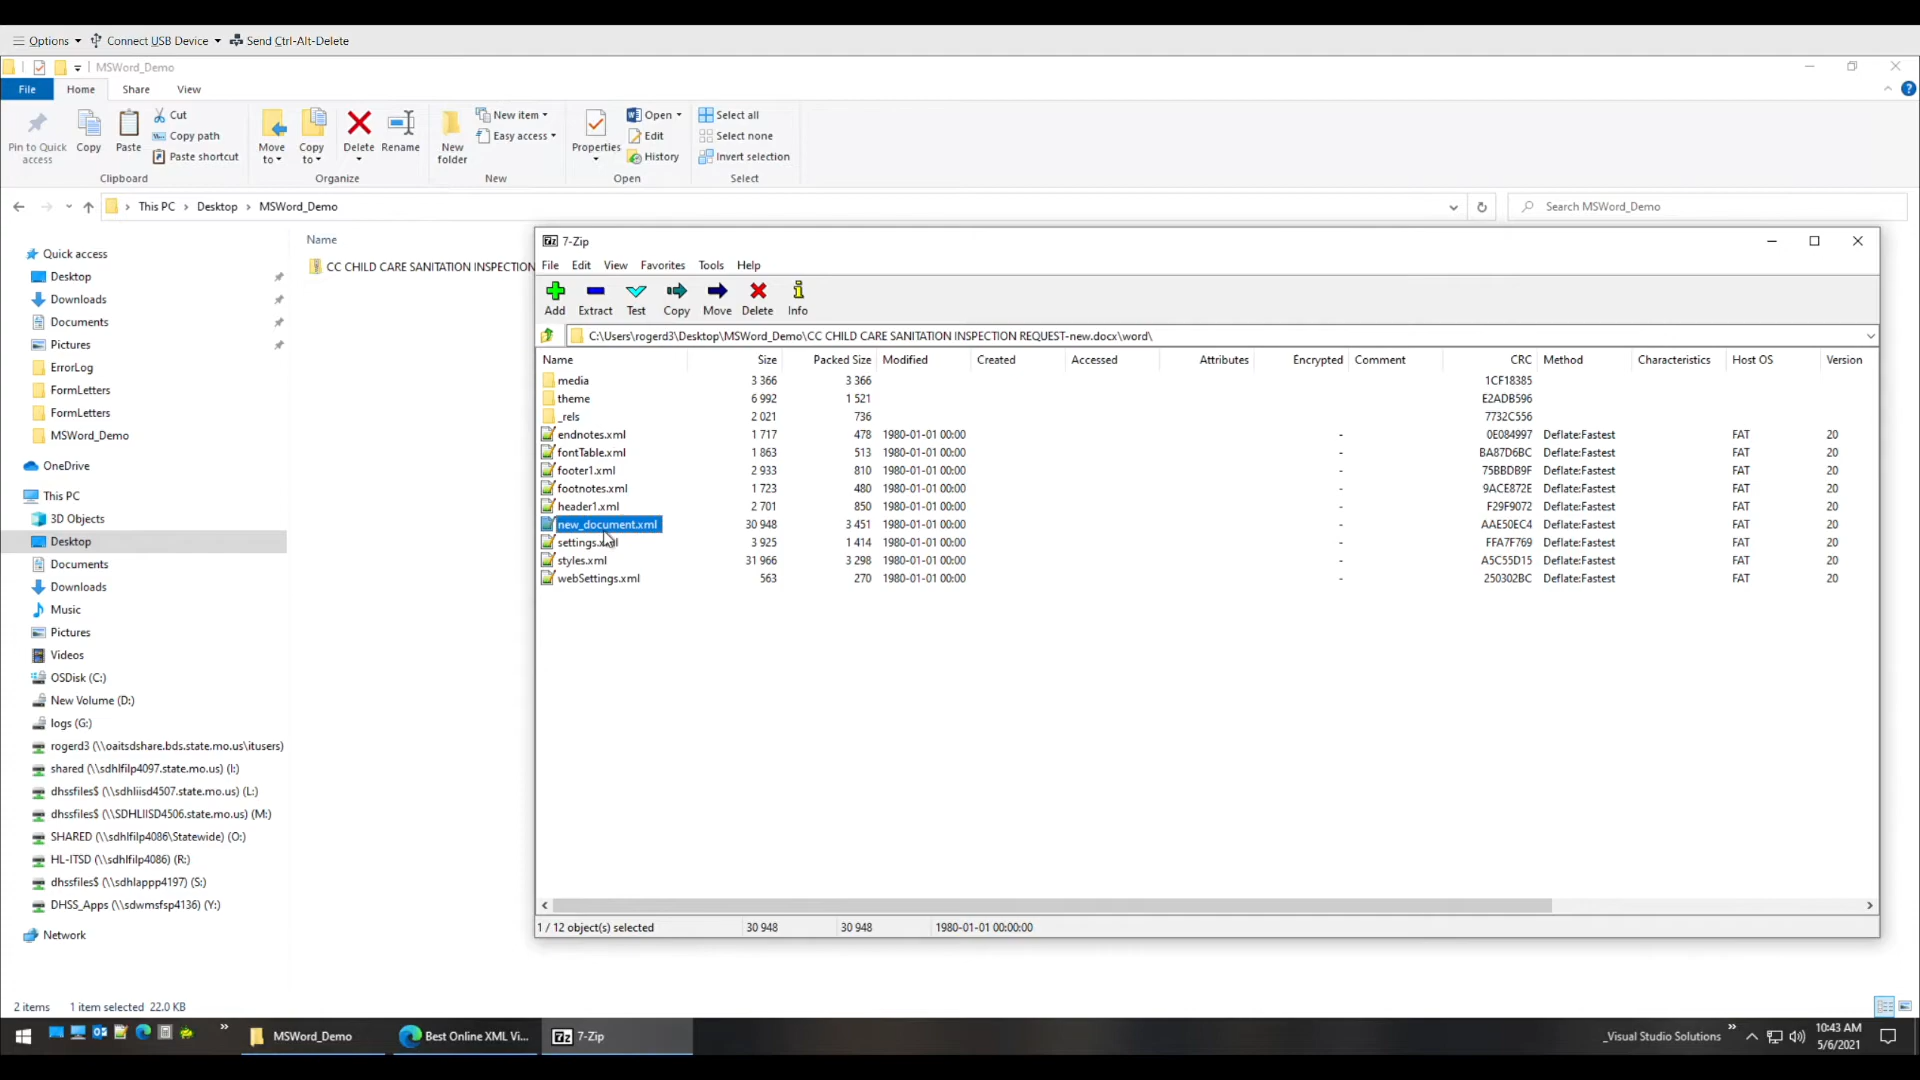 Options Connect USB Device Send Ctrl-Alt-Delete
MSWord_Demo
File Home Share View
Pin to Quick access
Copy
Paste
Cut
Copy path
Paste shortcut
Move to
Copy to
Delete
Rename
New folder
New item
Easy access
Properties
Open
Edit
History
Select all
Select none
Invert selection
Clipboard Organize New Open Select
This PC > Desktop > MSWord_Demo
Search MSWord_Demo
Quick access
Desktop
Downloads
Documents
Pictures
ErrorLog
FormLetters
FormLetters
MSWord_Demo
OneDrive
This PC
3D Objects
Desktop
Documents
Downloads
Music
Pictures
Videos
OSDisk (C:)
New Volume (D:)
logs (G:)
rogerd3 (\\oaitsdshare.bds.state.mo.us\itusers)
shared (\\sdhlfilp4097.state.mo.us) (I:)
dhssfiles$ (\\sdhliisd4507.state.mo.us) (L:)
dhssfiles$ (\\SDHLIISD4506.state.mo.us) (M:)
SHARED (\\sdhlfilp4086\Statewide) (O:)
HL-ITSD (\\sdhlfilp4086) (R:)
dhssfiles$ (\\sdhlappp4197) (S:)
DHSS_Apps (\\sdwmsfsp4136) (Y:)
Network
Name
CC CHILD CARE SANITATION INSPECTION
7-Zip
File Edit View Favorites Tools Help
Add Extract Test Copy Move Delete Info
C:\Users\rogerd3\Desktop\MSWord_Demo\CC CHILD CARE SANITATION INSPECTION REQUEST-new.docx\word\
Name Size Packed Size Modified Created Accessed Attributes Encrypted Comment CRC Method Characteristics Host OS Version
media 3 366 3 366 1CF18385
theme 6 992 1 521 E2ADB596
_rels 2 021 736 7732C556
endnotes.xml 1 717 478 1980-01-01 00:00 - 0E084997 Deflate:Fastest FAT 20
fontTable.xml 1 863 513 1980-01-01 00:00 - BA87D6BC Deflate:Fastest FAT 20
footer1.xml 2 933 810 1980-01-01 00:00 - 75BBDB9F Deflate:Fastest FAT 20
footnotes.xml 1 723 480 1980-01-01 00:00 - 9ACE872E Deflate:Fastest FAT 20
header1.xml 2 701 850 1980-01-01 00:00 - F29F9072 Deflate:Fastest FAT 20
new_document.xml 30 948 3 451 1980-01-01 00:00 - AAE50EC4 Deflate:Fastest FAT 20
settings.xml 3 925 1 414 1980-01-01 00:00 - FFA7F769 Deflate:Fastest FAT 20
styles.xml 31 966 3 298 1980-01-01 00:00 - A5C55D15 Deflate:Fastest FAT 20
webSettings.xml 563 270 1980-01-01 00:00 - 250302BC Deflate:Fastest FAT 20
1 / 12 object(s) selected 30 948 30 948 1980-01-01 00:00:00
2 items 1 item selected 22.0 KB
MSWord_Demo
Best Online XML Vi...
7-Zip
_Visual Studio Solutions
10:43 AM
5/6/2021